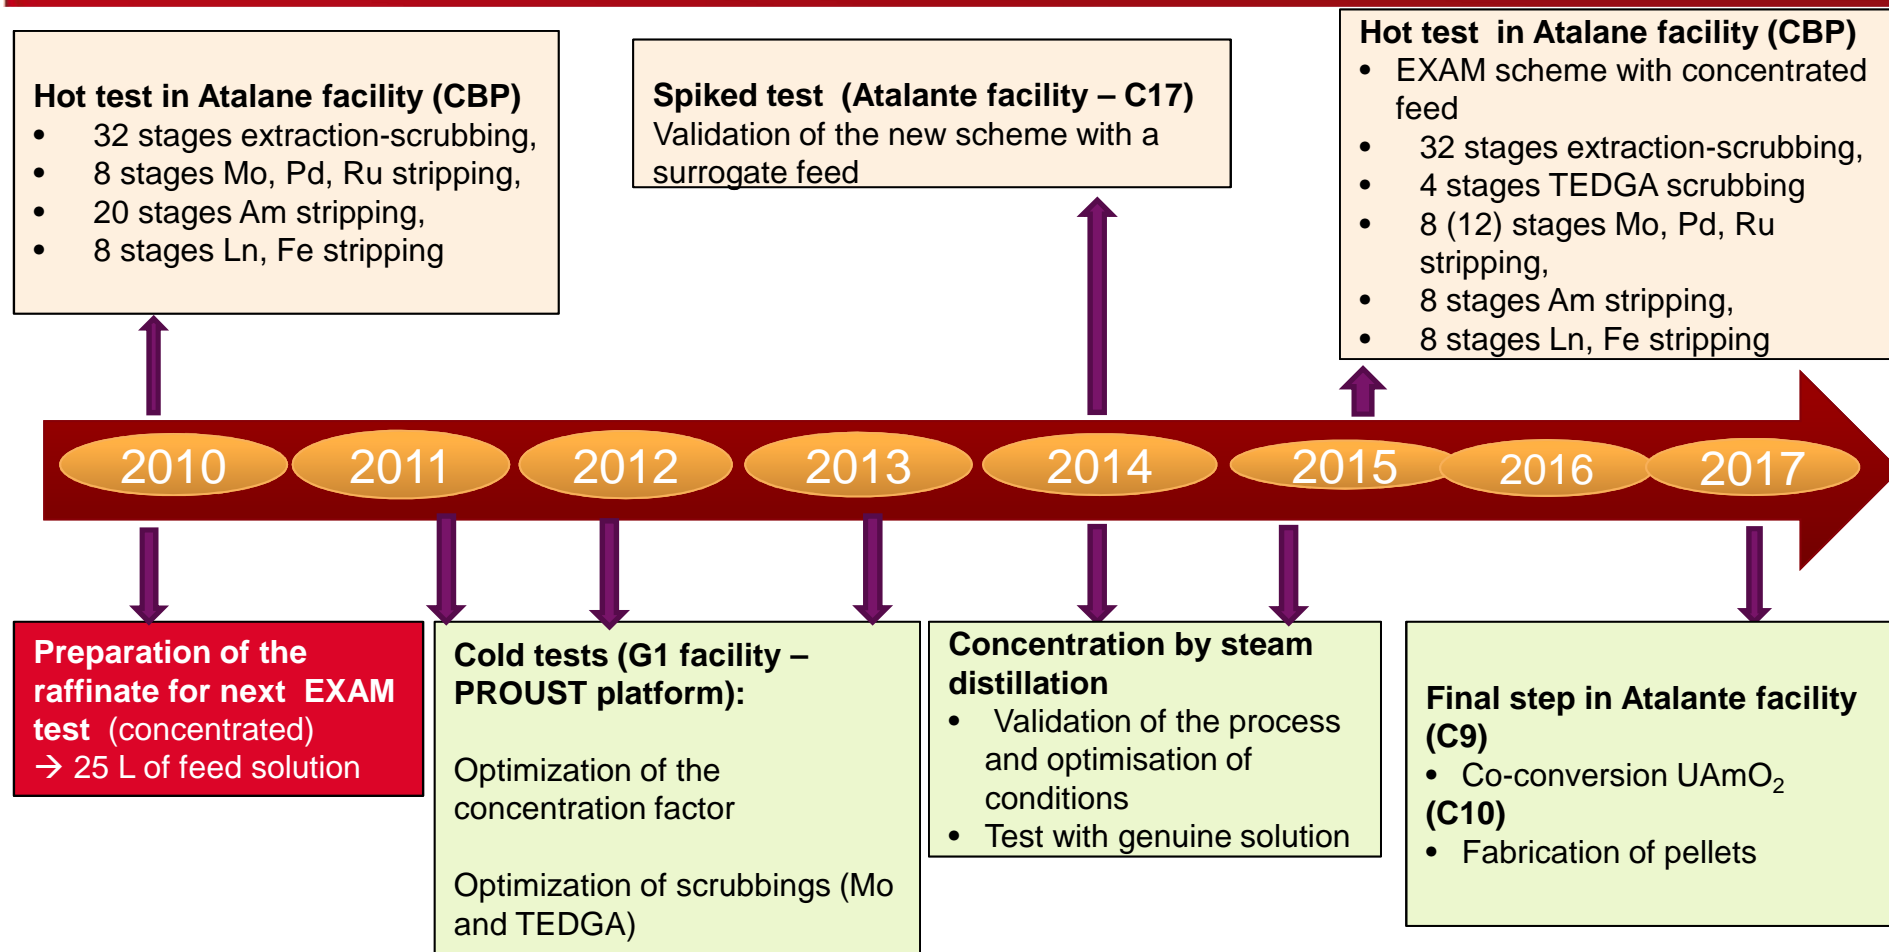 Hot test in Atalane facility (CBP)
• 32 stages extraction-scrubbing,
• 8 stages Mo, Pd, Ru stripping,
• 20 stages Am stripping,
• 8 stages Ln, Fe stripping
Spiked test (Atalante facility – C17)
Validation of the new scheme with a
surrogate feed
Hot test in Atalane facility (CBP)
• EXAM scheme with concentrated
feed
• 32 stages extraction-scrubbing,
• 4 stages TEDGA scrubbing
• 8 (12) stages Mo, Pd, Ru
stripping,
• 8 stages Am stripping,
• 8 stages Ln, Fe stripping
2010
2011
2012
2013
2014
2015
2016
2017
Preparation of the
raffinate for next EXAM
test (concentrated)
→ 25 L of feed solution
Cold tests (G1 facility –
PROUST platform):
Optimization of the
concentration factor
Optimization of scrubbings (Mo
and TEDGA)
Concentration by steam
distillation
• Validation of the process
and optimisation of
conditions
• Test with genuine solution
Final step in Atalante facility
(C9)
• Co-conversion UAmO₂
(C10)
• Fabrication of pellets